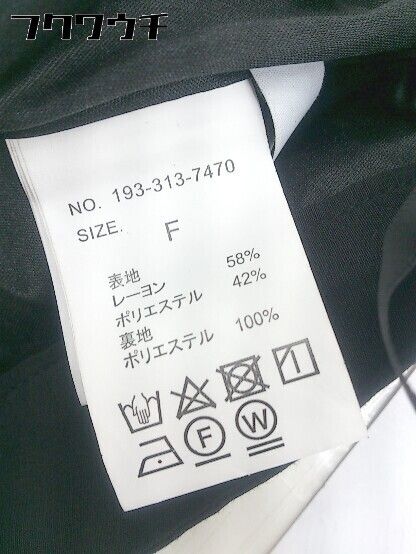 フクワウチ
NO. 193-313-7470
SIZE. F
表地
レーヨン 58%
ポリエステル 42%
裏地
ポリエステル 100%
F W